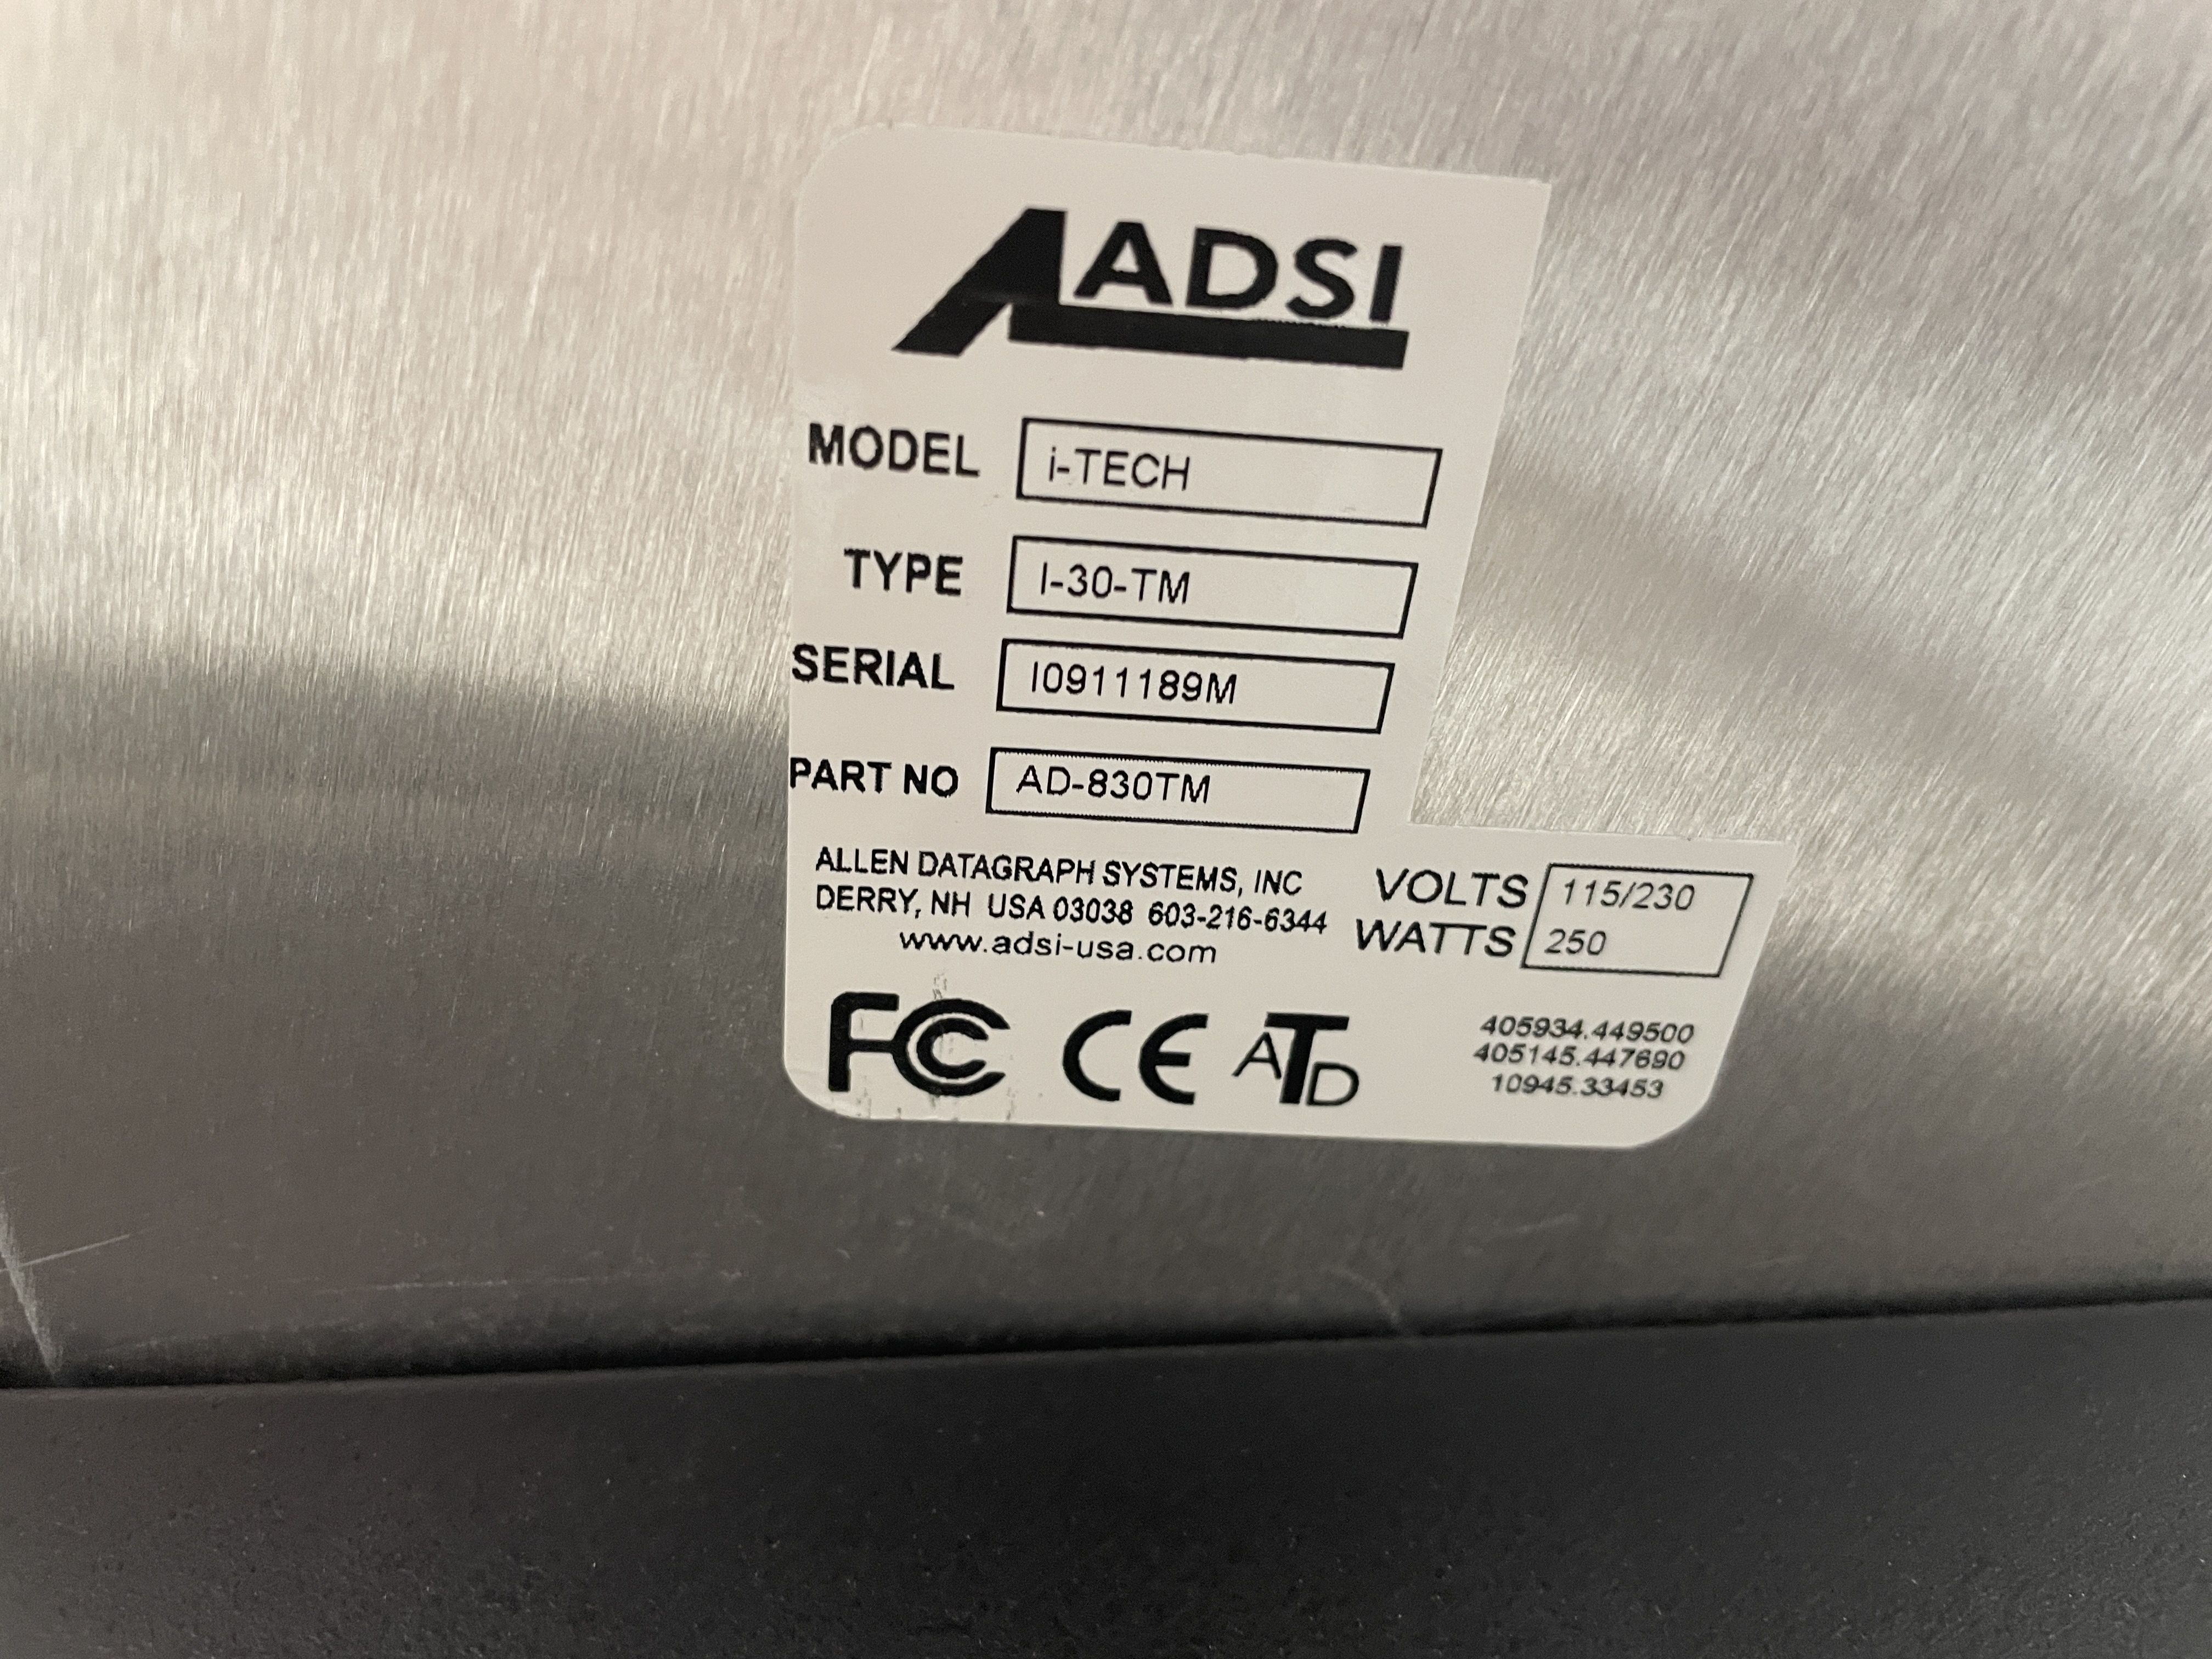 ADSI
MODEL i-TECH
TYPE I-30-TM
SERIAL I0911189M
PART NO AD-830TM
ALLEN DATAGRAPH SYSTEMS, INC
DERRY, NH USA 03038 603-216-6344
www.adsi-usa.com
VOLTS 115/230
WATTS 250
FC CE ATD
405934.449500
405145.447690
10945.33453